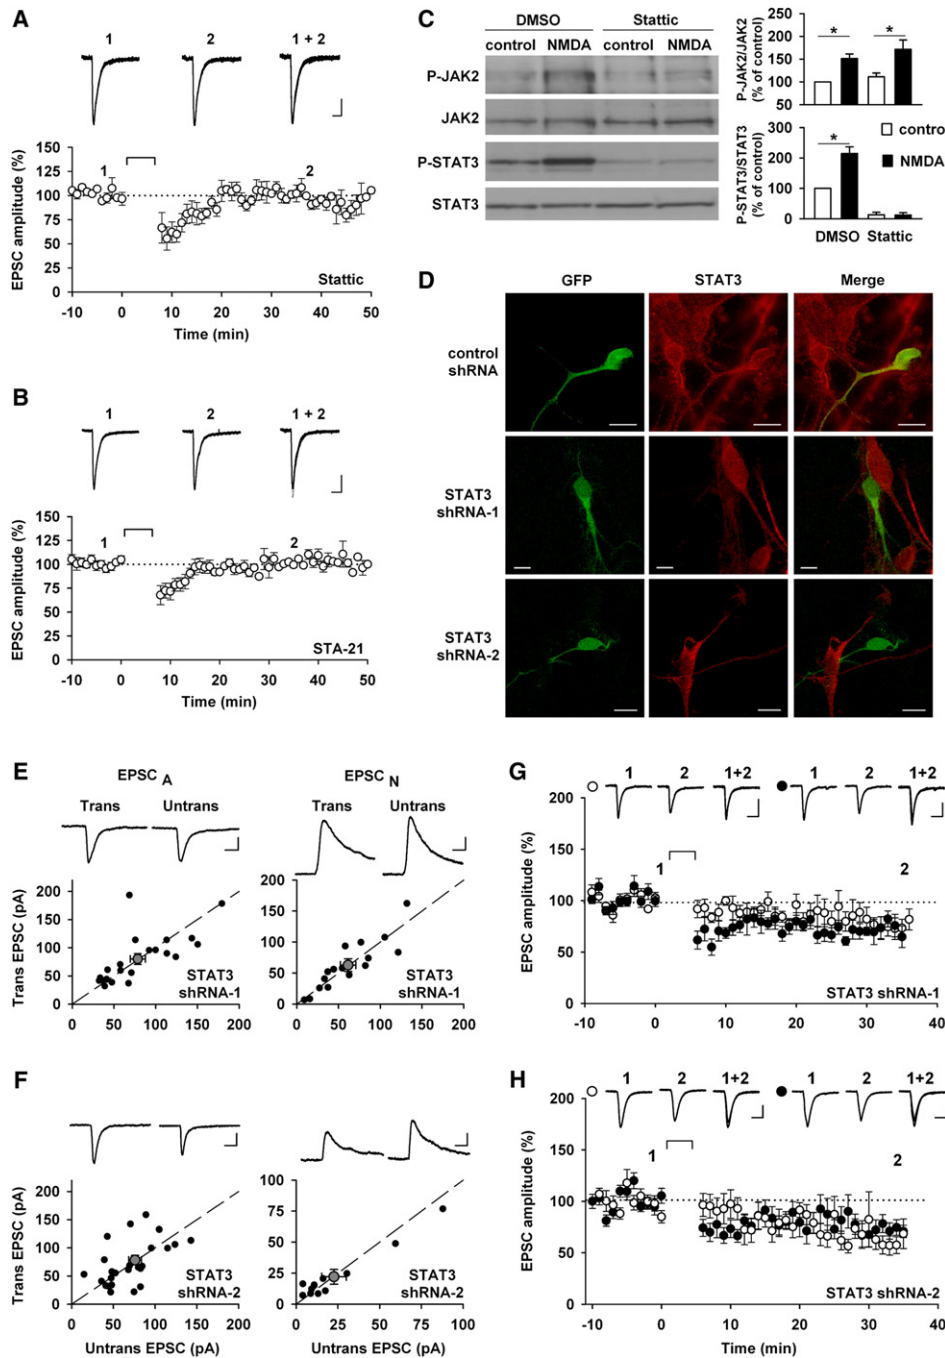 A
1 2 1 + 2
EPSC amplitude (%)
150
125
100
75
50
25
0
1 2
Stattic
-10 0 10 20 30 40 50
Time (min)
B
1 2 1 + 2
EPSC amplitude (%)
150
125
100
75
50
25
0
1 2
STA-21
-10 0 10 20 30 40 50
Time (min)
C
DMSO Stattic
control NMDA control NMDA
P-JAK2
JAK2
P-STAT3
STAT3
P-JAK2/JAK2
(% of control)
200
150
100
50
* *
P-STAT3/STAT3
(% of control)
300
200
100
0
*
control
NMDA
DMSO Stattic
D
GFP STAT3 Merge
control
shRNA
STAT3
shRNA-1
STAT3
shRNA-2
E
EPSC A EPSC N
Trans Untrans Trans Untrans
Trans EPSC (pA)
200
150
100
50
0
STAT3
shRNA-1
0 50 100 150 200
200
150
100
50
0
STAT3
shRNA-1
0 50 100 150 200
F
Trans EPSC (pA)
200
150
100
50
0
STAT3
shRNA-2
0 50 100 150 200
Untrans EPSC (pA)
100
75
50
25
0
STAT3
shRNA-2
0 25 50 75 100
Untrans EPSC (pA)
G
1 2 1+2 1 2 1+2
EPSC amplitude (%)
200
150
100
50
0
1 2
STAT3 shRNA-1
-10 0 10 20 30 40
H
1 2 1+2 1 2 1+2
EPSC amplitude (%)
200
150
100
50
0
1 2
STAT3 shRNA-2
-10 0 10 20 30 40
Time (min)